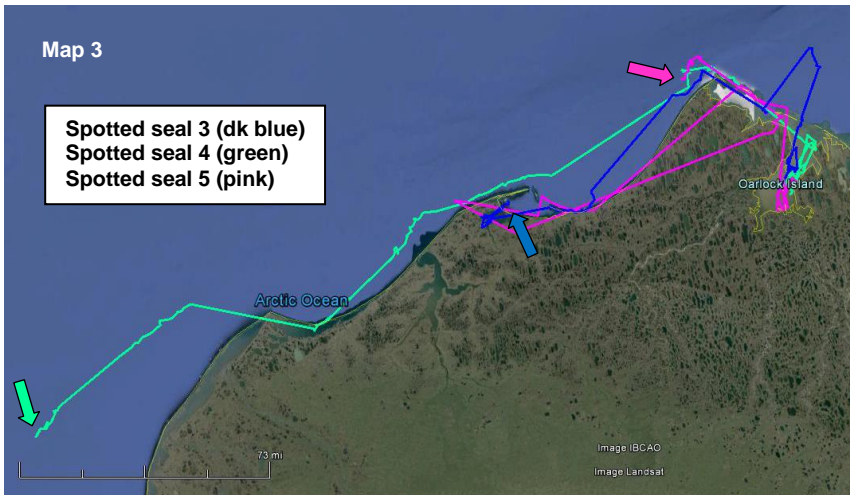 Map 3
Spotted seal 3 (dk blue)
Spotted seal 4 (green)
Spotted seal 5 (pink)
Oarlock Island
Arctic Ocean
73 mi
Image IBCAO
Image Landsat